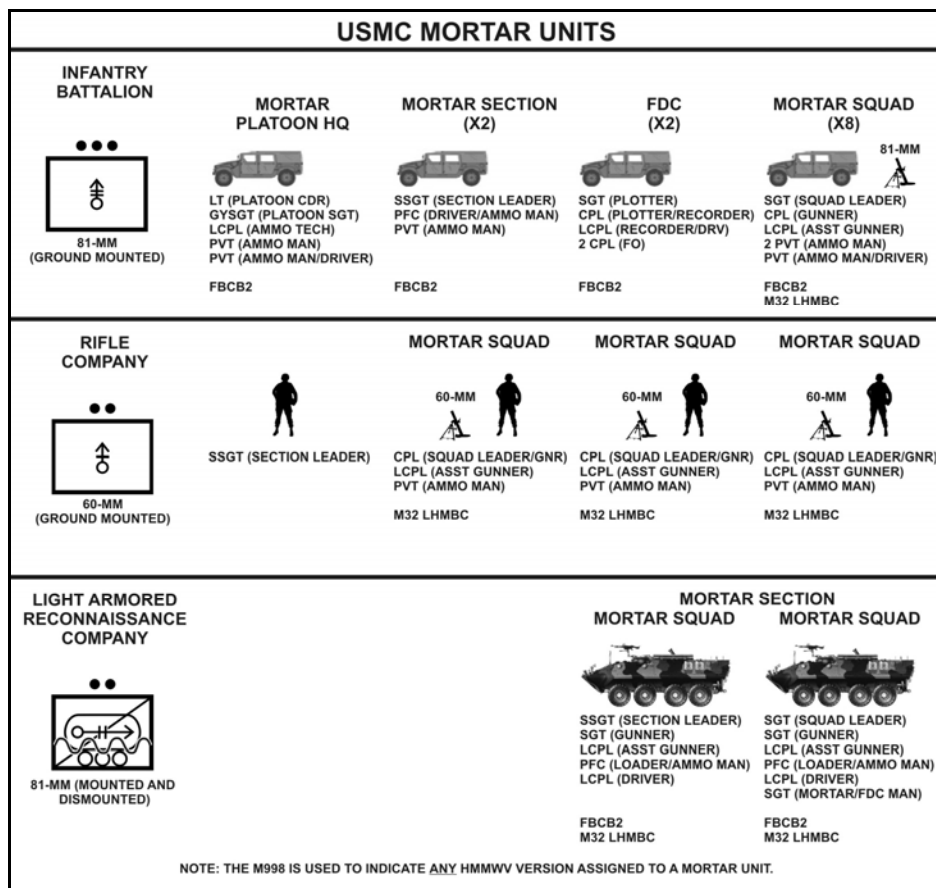 USMC MORTAR UNITS
INFANTRY
BATTALION
81-MM
(GROUND MOUNTED)
MORTAR
PLATOON HQ
LT (PLATOON CDR)
GYSGT (PLATOON SGT)
LCPL (AMMO TECH)
PVT (AMMO MAN)
PVT (AMMO MAN/DRIVER)
FBCB2
MORTAR SECTION
(X2)
SSGT (SECTION LEADER)
PFC (DRIVER/AMMO MAN)
PVT (AMMO MAN)
FBCB2
FDC
(X2)
SGT (PLOTTER)
CPL (PLOTTER/RECORDER)
LCPL (RECORDER/DRV)
2 CPL (FO)
FBCB2
MORTAR SQUAD
(X8)
81-MM
SGT (SQUAD LEADER)
CPL (GUNNER)
LCPL (ASST GUNNER)
2 PVT (AMMO MAN)
PVT (AMMO MAN/DRIVER)
FBCB2
M32 LHMBC
RIFLE
COMPANY
60-MM
(GROUND MOUNTED)
SSGT (SECTION LEADER)
MORTAR SQUAD
60-MM
CPL (SQUAD LEADER/GNR)
LCPL (ASST GUNNER)
PVT (AMMO MAN)
M32 LHMBC
MORTAR SQUAD
60-MM
CPL (SQUAD LEADER/GNR)
LCPL (ASST GUNNER)
PVT (AMMO MAN)
M32 LHMBC
MORTAR SQUAD
60-MM
CPL (SQUAD LEADER/GNR)
LCPL (ASST GUNNER)
PVT (AMMO MAN)
M32 LHMBC
LIGHT ARMORED
RECONNAISSANCE
COMPANY
81-MM (MOUNTED AND
DISMOUNTED)
MORTAR SECTION
MORTAR SQUAD
SSGT (SECTION LEADER)
SGT (GUNNER)
LCPL (ASST GUNNER)
PFC (LOADER/AMMO MAN)
LCPL (DRIVER)
FBCB2
M32 LHMBC
MORTAR SQUAD
SGT (SQUAD LEADER)
SGT (GUNNER)
LCPL (ASST GUNNER)
PFC (LOADER/AMMO MAN)
LCPL (DRIVER)
SGT (MORTAR/FDC MAN)
FBCB2
M32 LHMBC
NOTE: THE M998 IS USED TO INDICATE ANY HMMWV VERSION ASSIGNED TO A MORTAR UNIT.